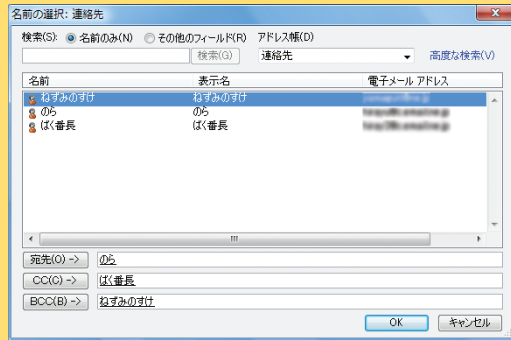 名前の選択: 連絡先
検索(S): 名前のみ(N) その他のフィールド(R) アドレス帳(D)
検索(G) 連絡先 高度な検索(V)
名前 表示名 電子メール アドレス
ねずみのすけ ねずみのすけ
のら のら
ばく番長 ばく番長
宛先(O) -> のら
CC(C) -> ばく番長
BCC(B) -> ねずみのすけ
OK キャンセル